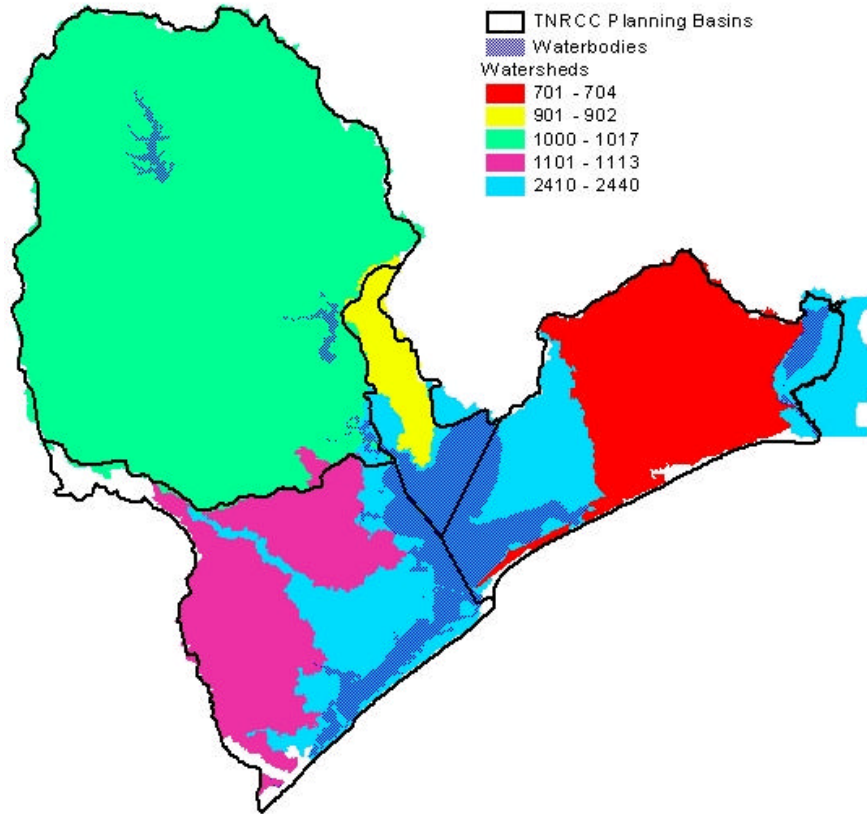 TNRCC Planning Basins
Waterbodies
Watersheds
701 - 704
901 - 902
1000 - 1017
1101 - 1113
2410 - 2440